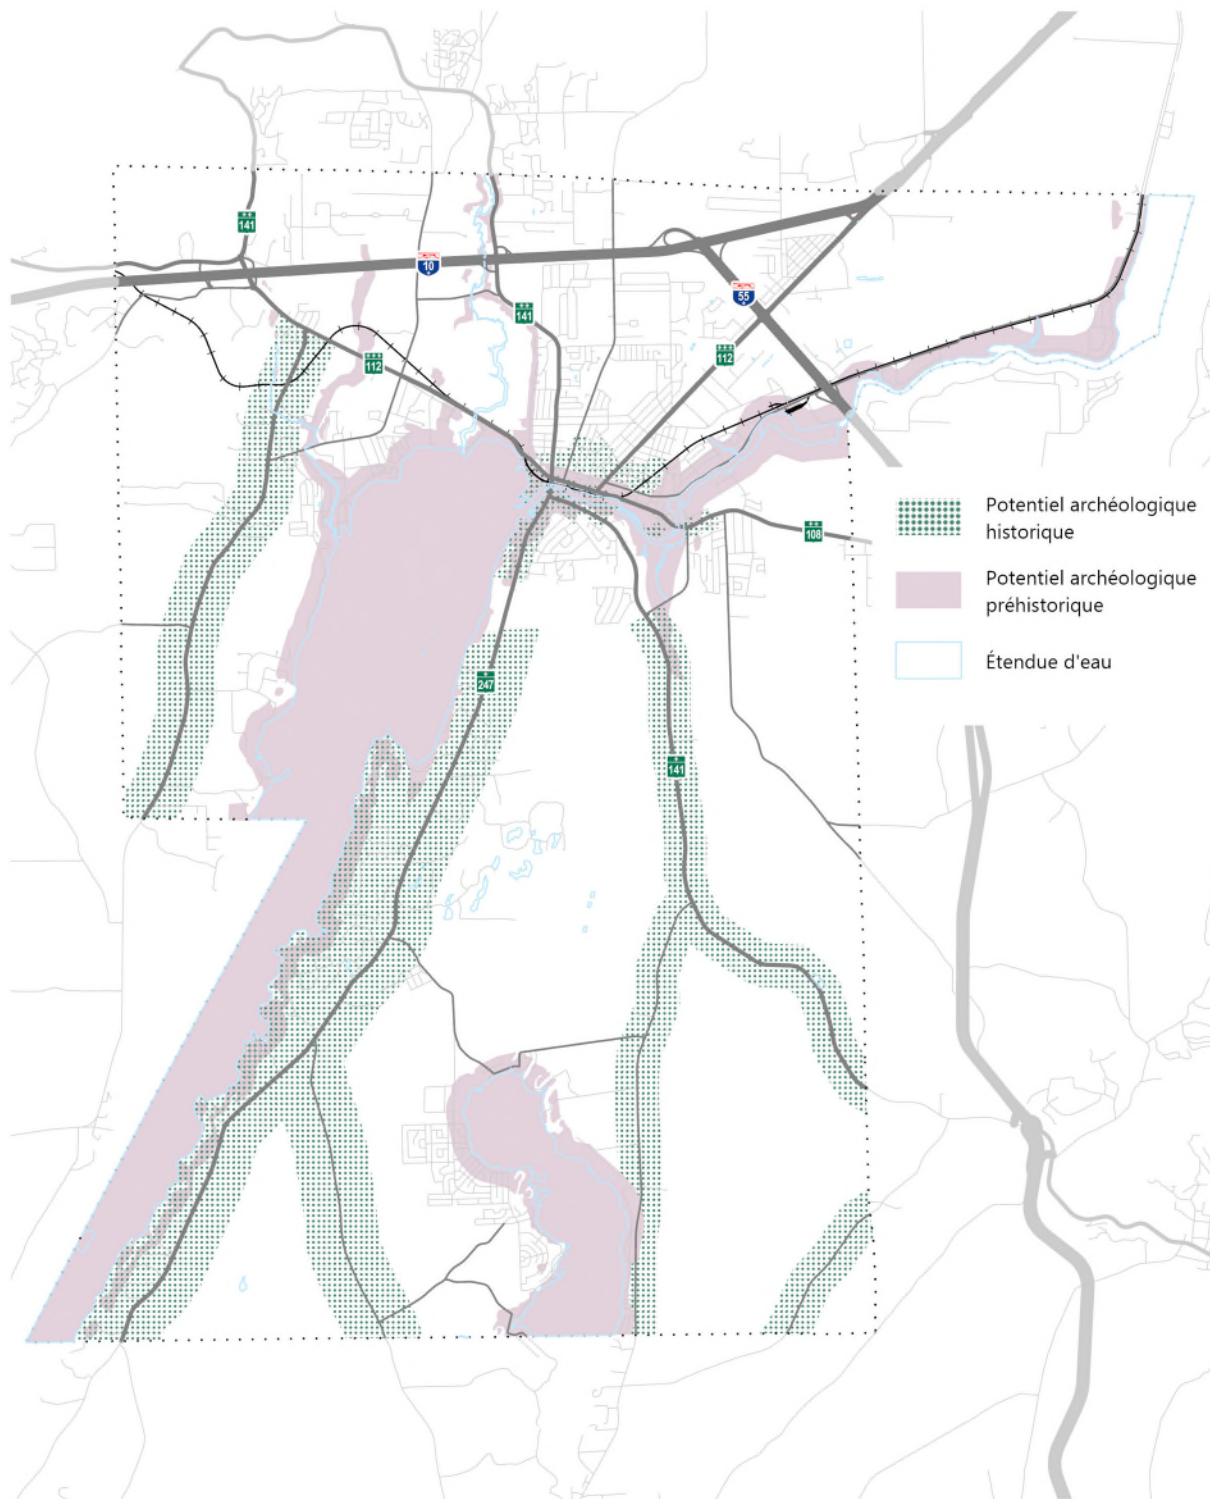 141
10
141
112
55
112
108
247
141
Potentiel archéologique
historique
Potentiel archéologique
préhistorique
Étendue d'eau